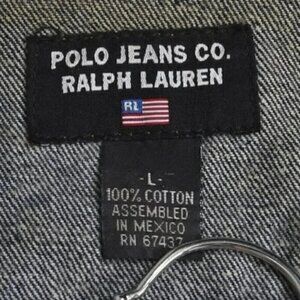 POLO JEANS CO.
RALPH LAUREN
RL
-L-
100% COTTON
ASSEMBLED
IN MEXICO
RN 67437